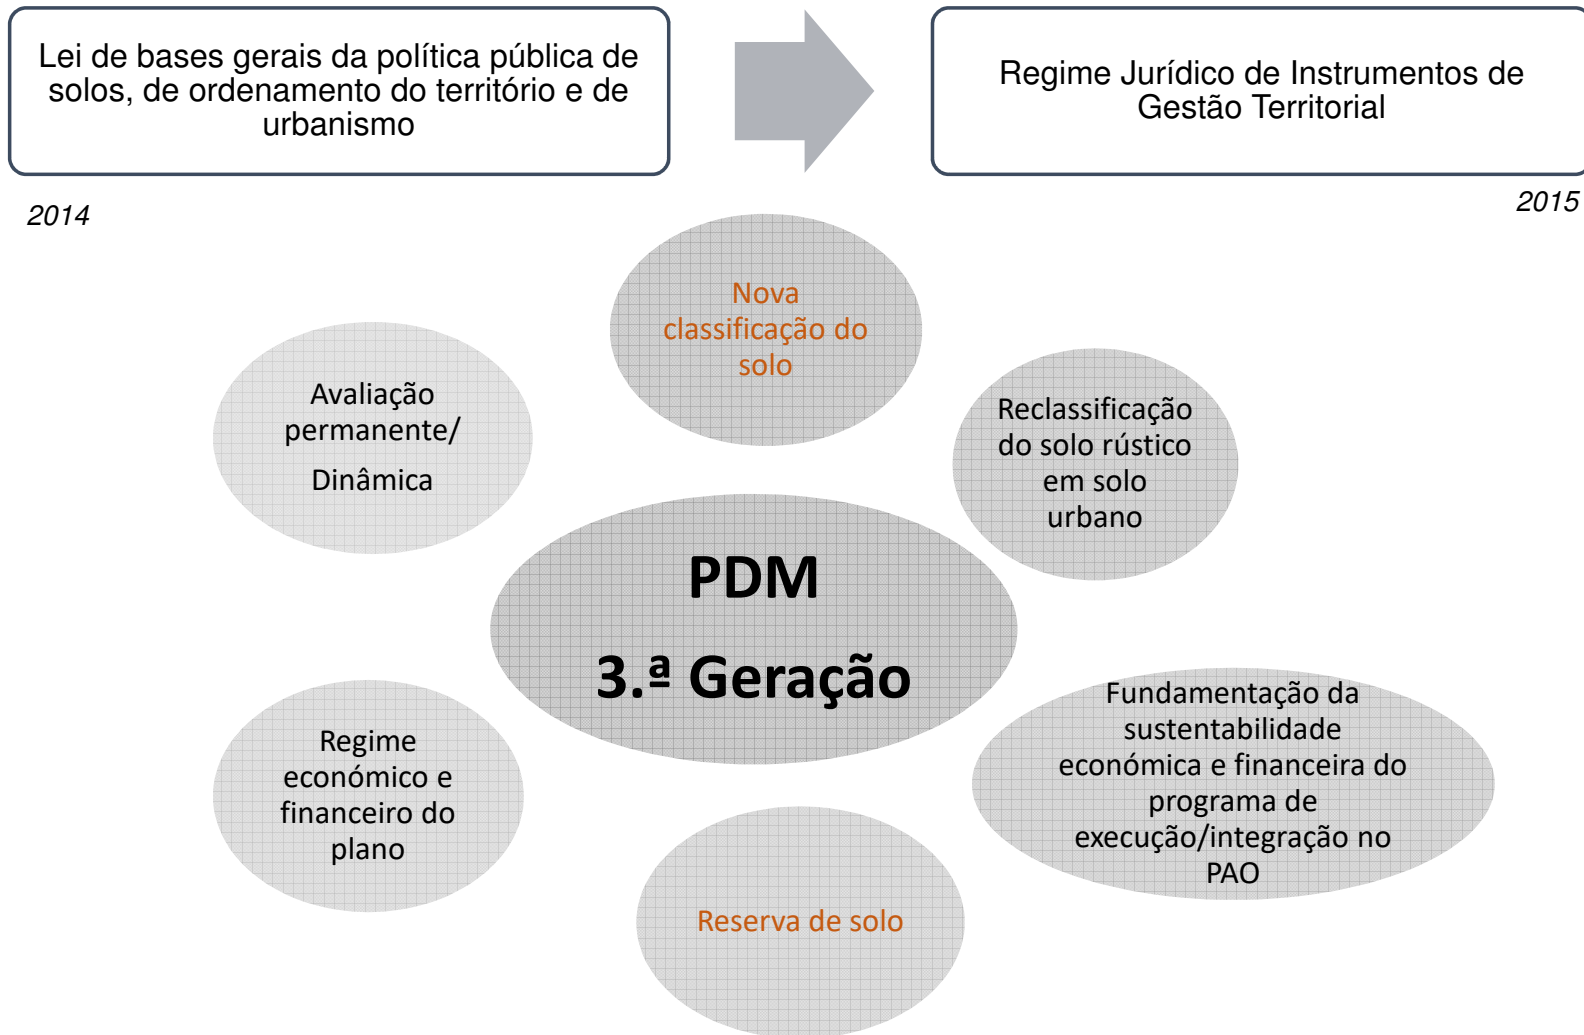 Lei de bases gerais da política pública de
solos, de ordenamento do território e de
urbanismo
Regime Jurídico de Instrumentos de
Gestão Territorial
2014
2015
Nova
classificação do
solo
Avaliação
permanente/
Dinâmica
Reclassificação
do solo rústico
em solo
urbano
PDM
3.ª Geração
Regime
económico e
financeiro do
plano
Fundamentação da
sustentabilidade
económica e financeira do
programa de
execução/integração no
PAO
Reserva de solo